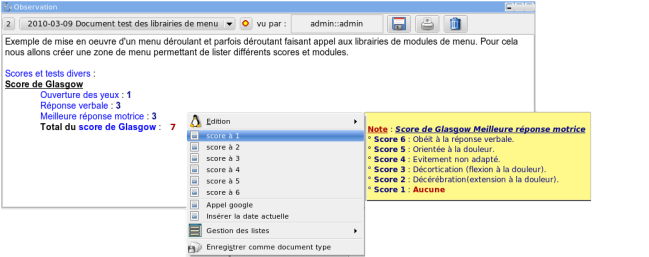 Observation
2 2010-03-09 Document test des librairies de menu vu par : admin::admin
Exemple de mise en oeuvre d'un menu déroulant et parfois déroutant faisant appel aux librairies de modules de menu. Pour cela
nous allons créer une zone de menu permettant de lister différents scores et modules.
Scores et tests divers :
Score de Glasgow
Ouverture des yeux : 1
Réponse verbale : 3
Meilleure réponse motrice : 3
Total du score de Glasgow : 7
Edition
score à 1
score à 2
score à 3
score à 4
score à 5
score à 6
Appel google
Insérer la date actuelle
Gestion des listes
Enregistrer comme document type
Note : Score de Glasgow Meilleure réponse motrice
° Score 6 : Obéit à la réponse verbale.
° Score 5 : Orientée à la douleur.
° Score 4 : Evitement non adapté.
° Score 3 : Décortication (flexion à la douleur).
° Score 2 : Décérébration(extension à la douleur).
° Score 1 : Aucune